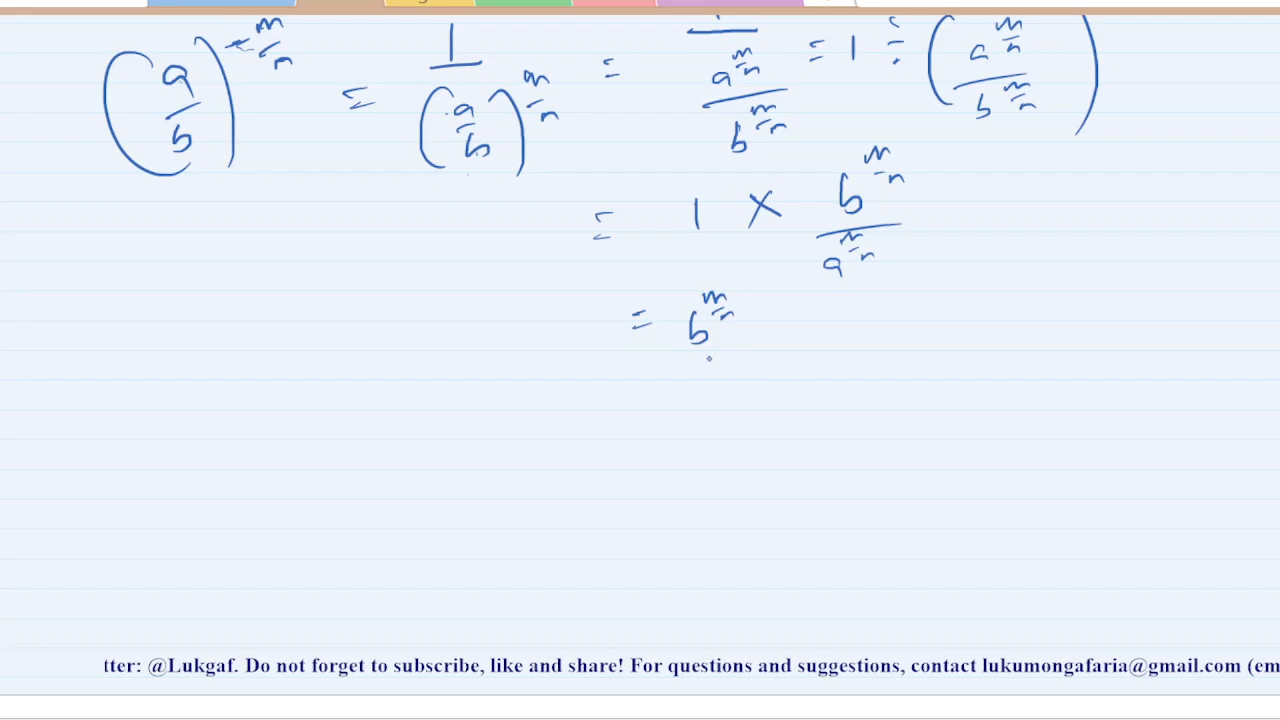 (a/b)^(-m/n) = 1/(a/b)^(m/n) = 1/(a^(m/n)/b^(m/n)) = 1 ÷ (a^(m/n)/b^(m/n))
= 1 × b^(m/n)/a^(m/n)
= b^(m/n)
tter: @Lukgaf. Do not forget to subscribe, like and share! For questions and suggestions, contact lukumongafaria@gmail.com (em